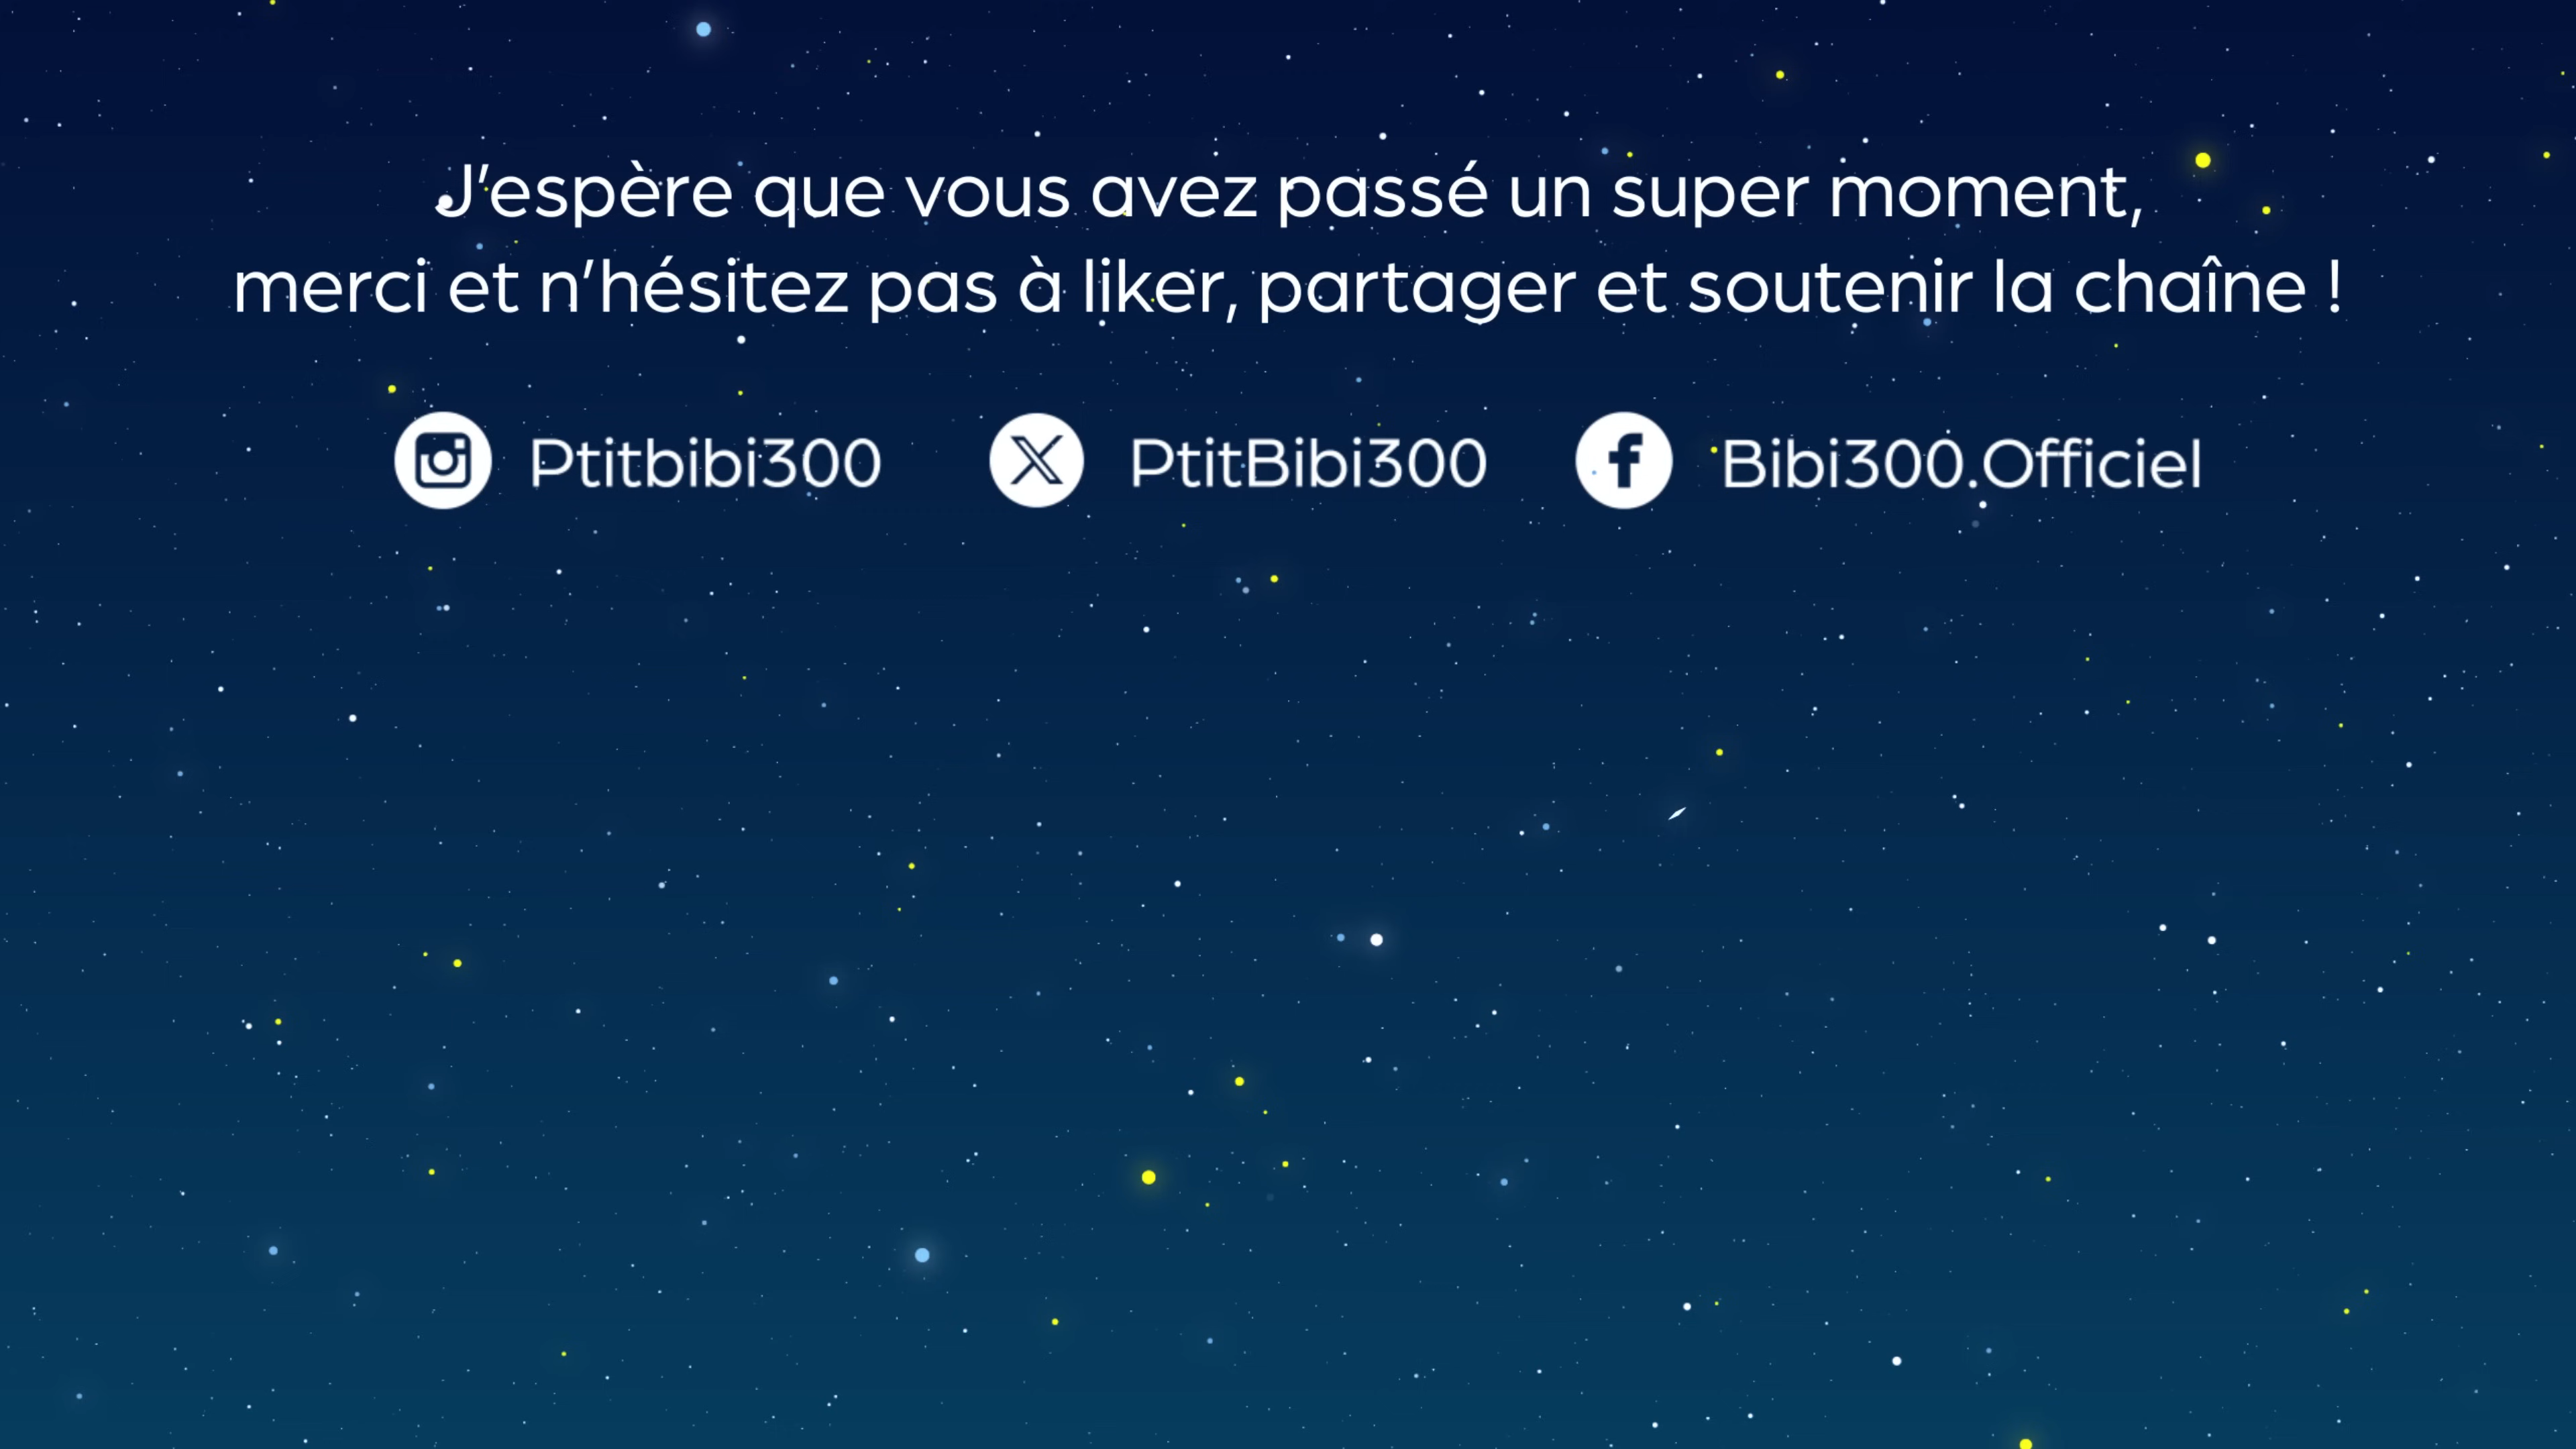 J’espère que vous avez passé un super moment,
merci et n’hésitez pas à liker, partager et soutenir la chaîne !
Ptitbibi300 PtitBibi300 Bibi300.Officiel